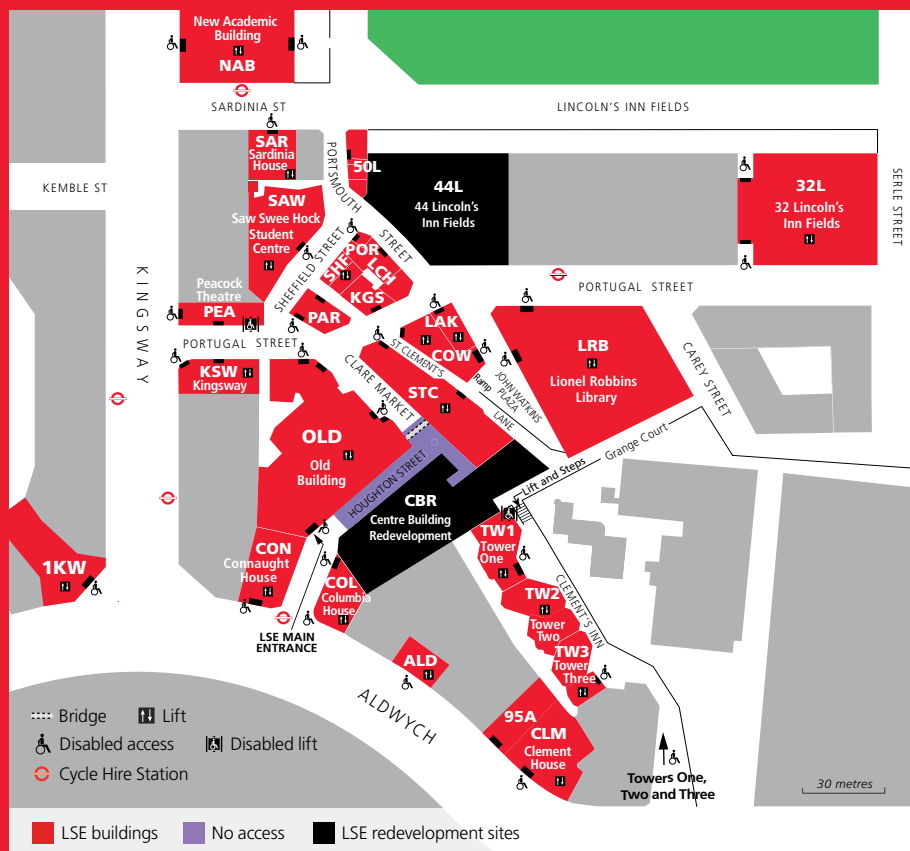 New Academic
Building
NAB
SARDINIA ST
LINCOLN'S INN FIELDS
SAR
Sardinia
House
PORTSMOUTH
STREET
50L
44L
44 Lincoln's
Inn Fields
32L
32 Lincoln's
Inn Fields
SERLE STREET
KEMBLE ST
SAW
Saw Swee Hock
Student
Centre
SHEFFIELD STREET
POR
SHF
LCH
KGS
KINGSWAY
Peacock
Theatre
PEA
PAR
PORTUGAL STREET
PORTUGAL STREET
KSW
Kingsway
LAK
COW
ST CLEMENT'S
LANE
Ramp
JOHN WATKINS
PLAZA
LRB
Lionel Robbins
Library
CAREY STREET
CLARE MARKET
STC
OLD
Old
Building
HOUGHTON STREET
Grange Court
Lift and Steps
CBR
Centre Building
Redevelopment
TW1
Tower
One
CON
Connaught
House
1KW
COL
Columbia
House
TW2
Tower
Two
CLEMENT'S INN
LSE MAIN
ENTRANCE
TW3
Tower
Three
ALD
ALDWYCH
95A
CLM
Clement
House
Towers One,
Two and Three
30 metres
Bridge
Lift
Disabled access
Disabled lift
Cycle Hire Station
LSE buildings
No access
LSE redevelopment sites